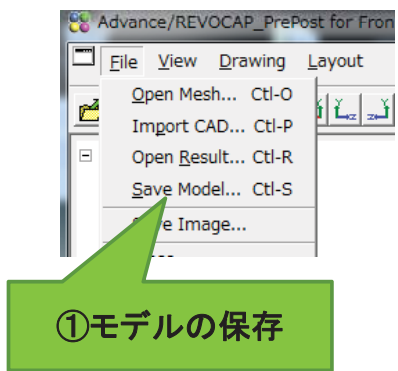 Advance/REVOCAP_PrePost for Fron
File View Drawing Layout
Open Mesh... Ctl-O
Import CAD... Ctl-P
Open Result... Ctl-R
Save Model... Ctl-S
Image...
①モデルの保存